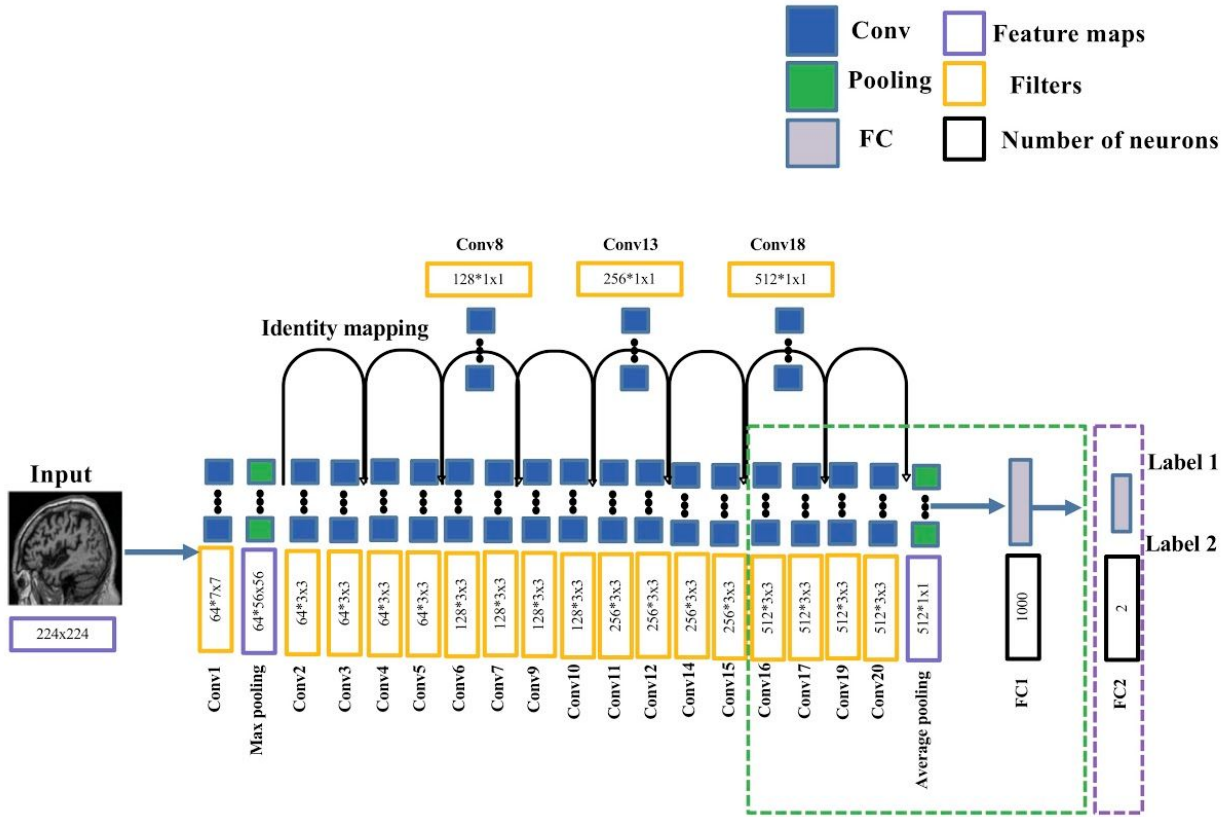 Conv
Feature maps
Pooling
Filters
FC
Number of neurons
Conv8
Conv13
Conv18
128*1x1
256*1x1
512*1x1
Identity mapping
Input
Label 1
Label 2
224x224
64*7x7
64*56x56
64*3x3
64*3x3
64*3x3
64*3x3
128*3x3
128*3x3
128*3x3
128*3x3
256*3x3
256*3x3
256*3x3
256*3x3
512*3x3
512*3x3
512*3x3
512*3x3
512*1x1
1000
2
Conv1
Max pooling
Conv2
Conv3
Conv4
Conv5
Conv6
Conv7
Conv9
Conv10
Conv11
Conv12
Conv14
Conv15
Conv16
Conv17
Conv19
Conv20
Average pooling
FC1
FC2